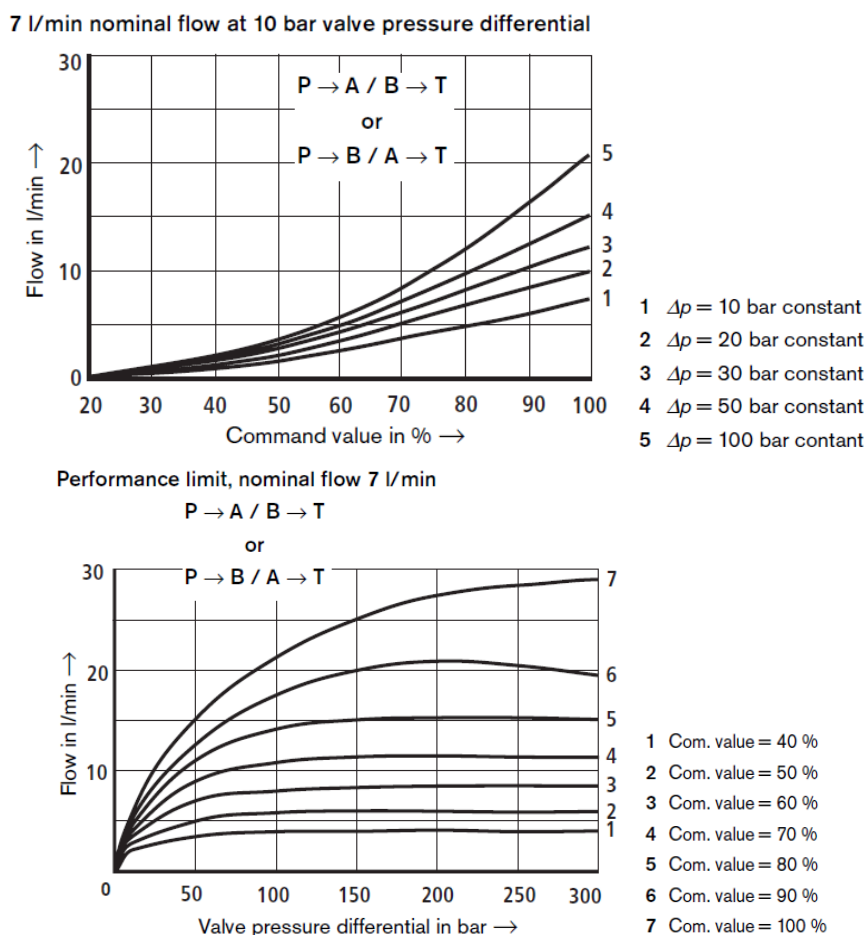 7 l/min nominal flow at 10 bar valve pressure differential
30
P → A / B → T
or
P → B / A → T
20
10
0
Flow in l/min →
5
4
3
2
1
20 30 40 50 60 70 80 90 100
Command value in % →
1 Δp = 10 bar constant
2 Δp = 20 bar constant
3 Δp = 30 bar constant
4 Δp = 50 bar constant
5 Δp = 100 bar contant
Performance limit, nominal flow 7 l/min
P → A / B → T
or
P → B / A → T
30
20
10
0
Flow in l/min →
7
6
5
4
3
2
1
50 100 150 200 250 300
Valve pressure differential in bar →
1 Com. value = 40 %
2 Com. value = 50 %
3 Com. value = 60 %
4 Com. value = 70 %
5 Com. value = 80 %
6 Com. value = 90 %
7 Com. value = 100 %